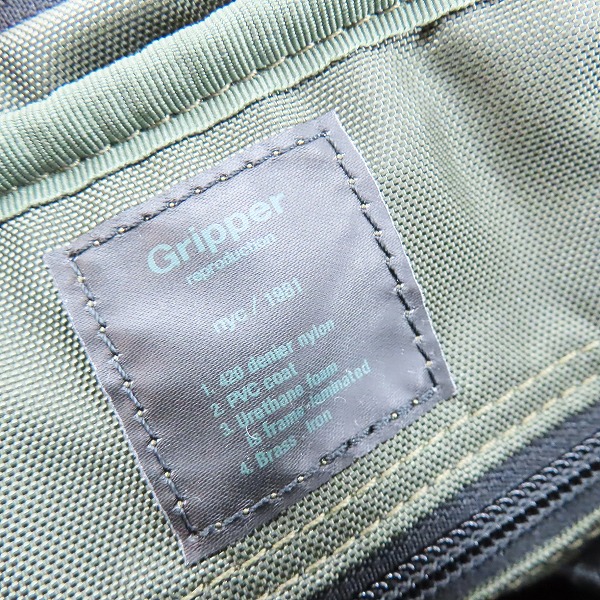 Gripper
reproduction
nyc / 1981
1. 420 denier nylon
2. PVC coat
3. Urethane foam
is frame-laminated
4. Brass - Iron